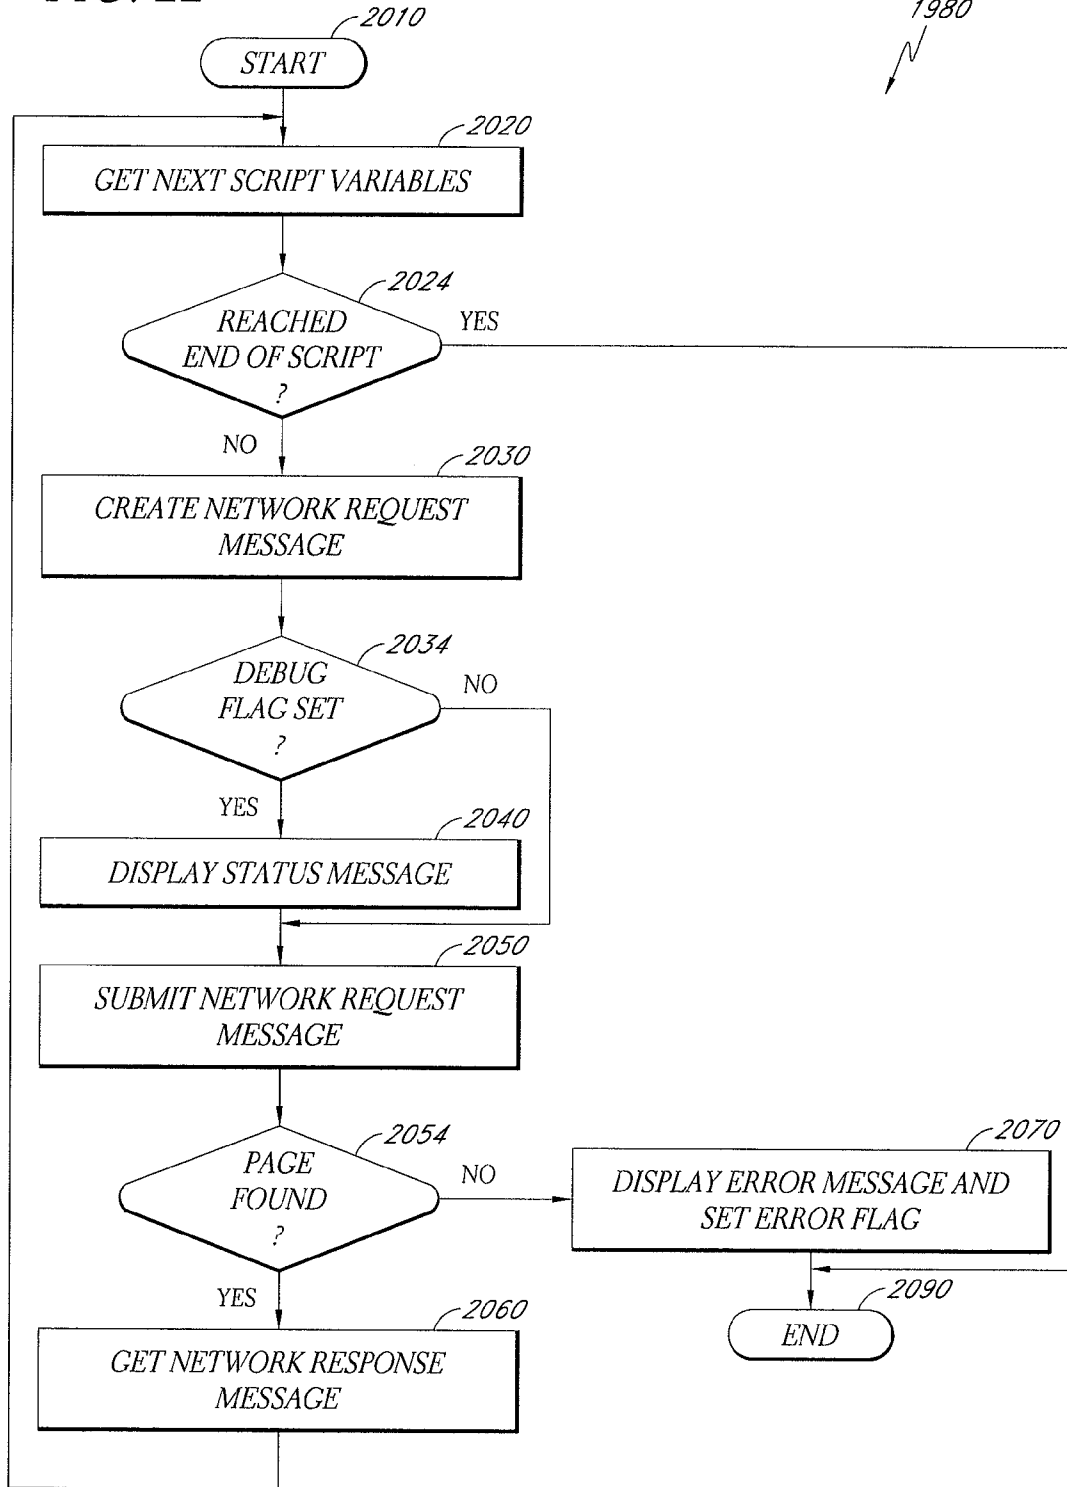 1980
2010
START
2020
GET NEXT SCRIPT VARIABLES
2024
REACHED
END OF SCRIPT
?
YES
NO
2030
CREATE NETWORK REQUEST
MESSAGE
2034
DEBUG
FLAG SET
?
NO
YES
2040
DISPLAY STATUS MESSAGE
2050
SUBMIT NETWORK REQUEST
MESSAGE
2054
PAGE
FOUND
?
NO
2070
DISPLAY ERROR MESSAGE AND
SET ERROR FLAG
YES
2090
END
2060
GET NETWORK RESPONSE
MESSAGE